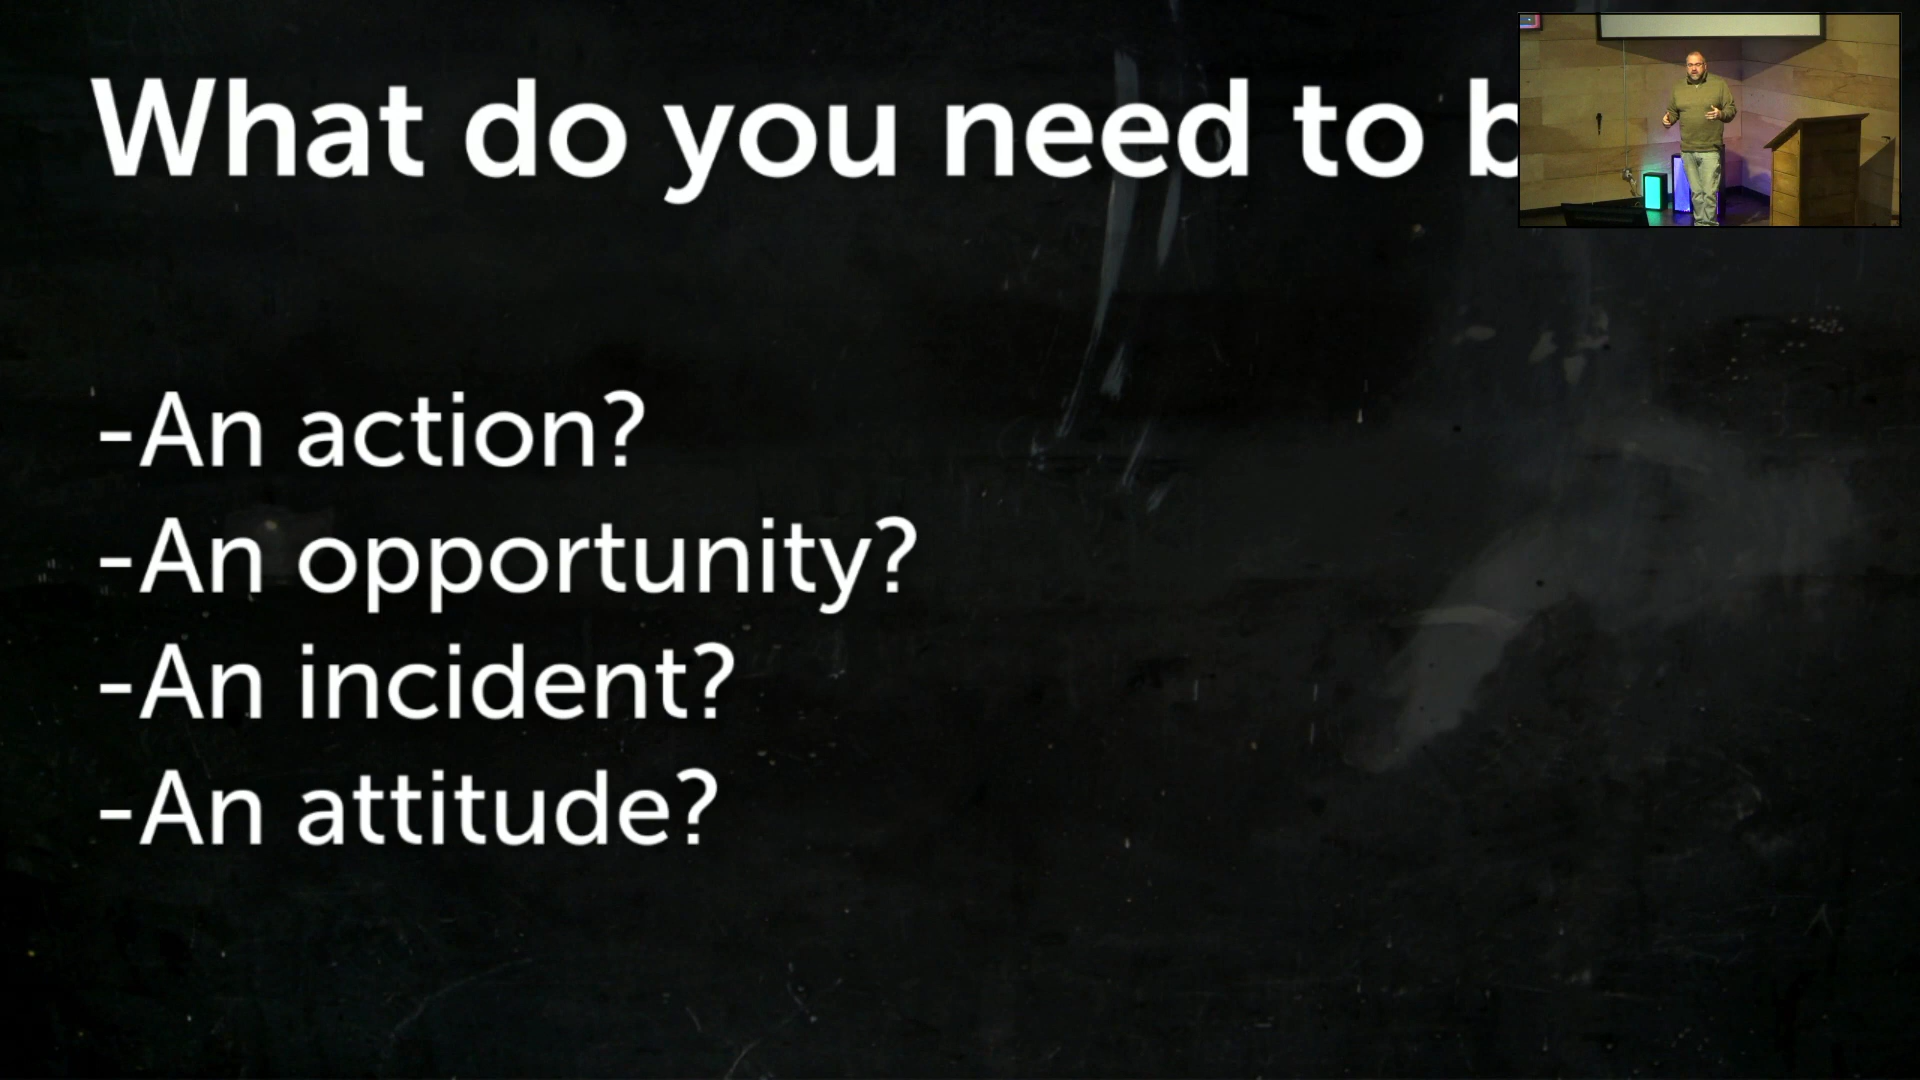 What do you need to b
-An action?
-An opportunity?
-An incident?
-An attitude?